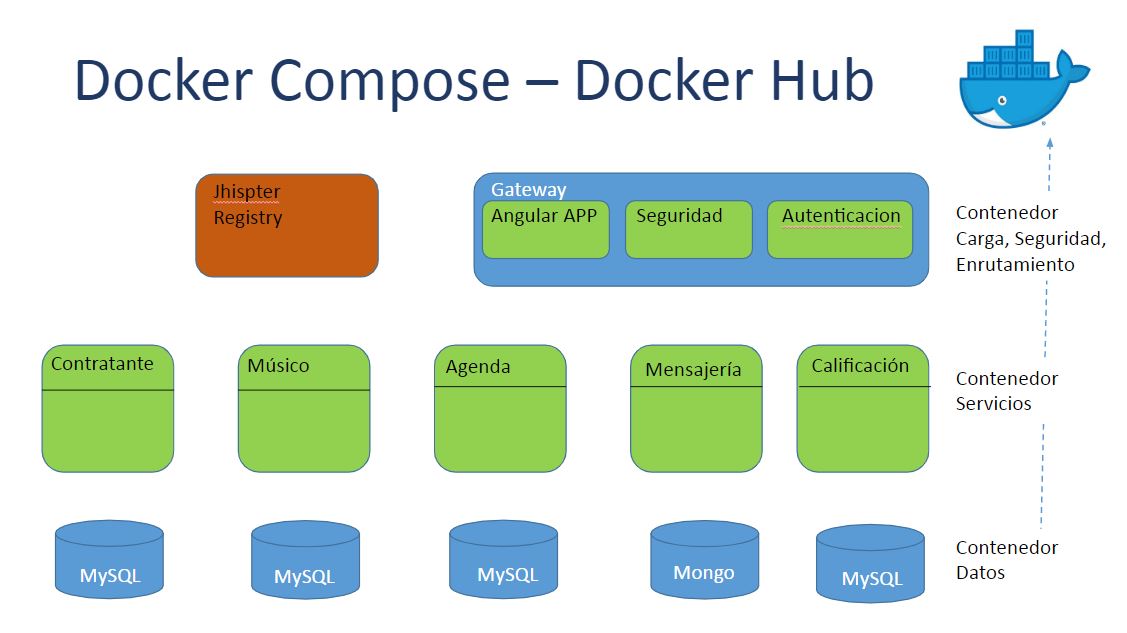 Docker Compose – Docker Hub
Jhispter
Registry
Gateway
Angular APP
Seguridad
Autenticacion
Contenedor
Carga, Seguridad,
Enrutamiento
Contratante
Músico
Agenda
Mensajería
Calificación
Contenedor
Servicios
MySQL
MySQL
MySQL
Mongo
MySQL
Contenedor
Datos